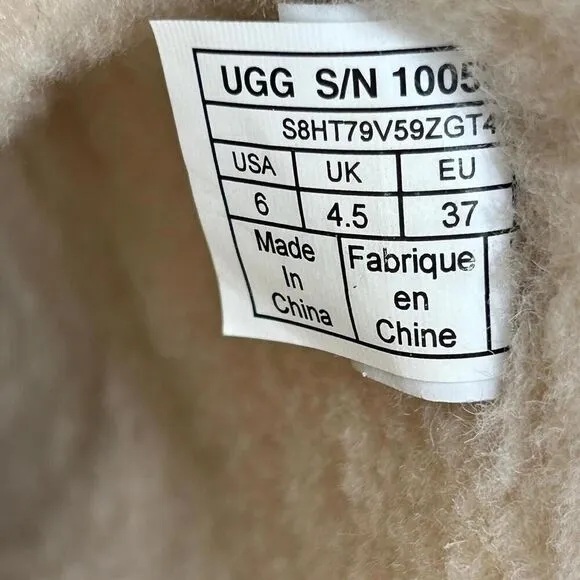 UGG S/N 1005
S8HT79V59ZGT4
USA UK EU
6 4.5 37
Made In China
Fabrique en Chine